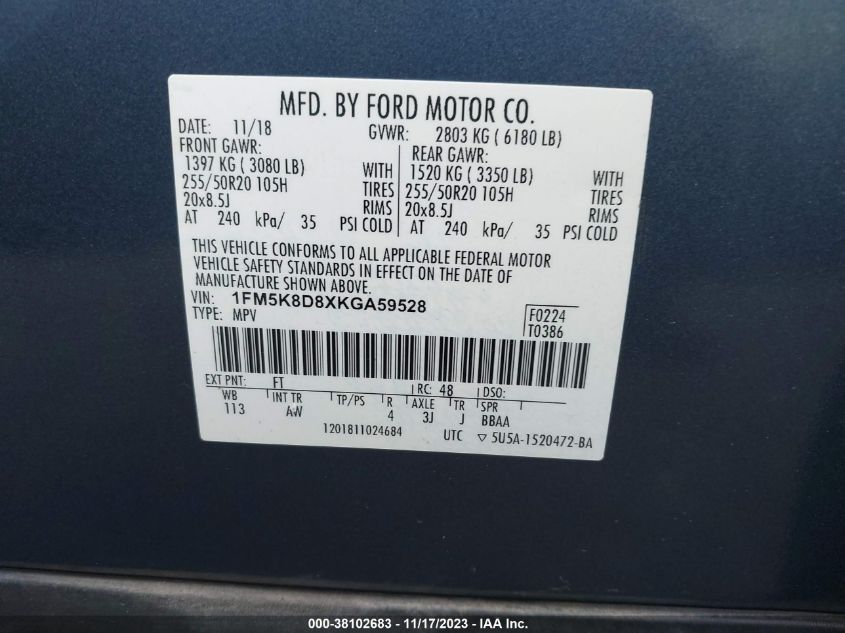 MFD. BY FORD MOTOR CO.
DATE: 11/18 GVWR: 2803 KG ( 6180 LB)
FRONT GAWR: REAR GAWR:
1397 KG ( 3080 LB) WITH 1520 KG ( 3350 LB) WITH
255/50R20 105H TIRES 255/50R20 105H TIRES
20x8.5J RIMS 20x8.5J RIMS
AT 240 kPa/ 35 PSI COLD AT 240 kPa/ 35 PSI COLD
THIS VEHICLE CONFORMS TO ALL APPLICABLE FEDERAL MOTOR
VEHICLE SAFETY STANDARDS IN EFFECT ON THE DATE OF
MANUFACTURE SHOWN ABOVE.
VIN: 1FM5K8D8XKGA59528 F0224
TYPE: MPV T0386
EXT PNT: FT RC: 48 DSO:
WB INT TR TP/PS R AXLE TR SPR
113 AW 4 3J J BBAA
1201811024684 UTC ▽ 5U5A-1520472-BA
000-38102683 - 11/17/2023 - IAA Inc.